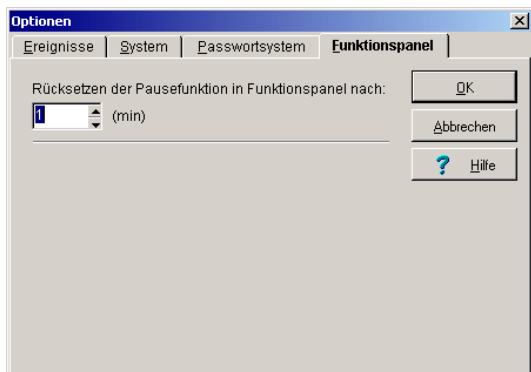 Optionen
Ereignisse System Passwortsystem Funktionspanel
Rücksetzen der Pausefunktion in Funktionspanel nach:
1 (min)
OK
Abbrechen
? Hilfe